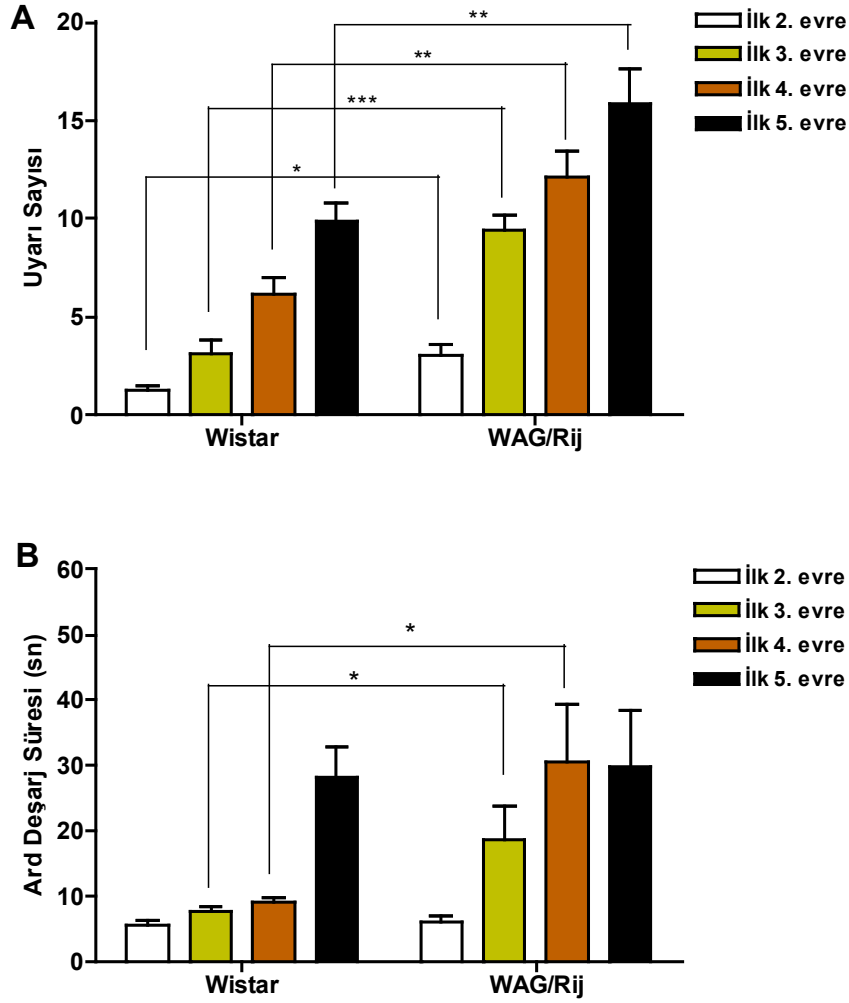 A
Uyarı Sayısı
20
15
10
5
0
*
***
**
**
Wistar
WAG/Rij
İlk 2. evre
İlk 3. evre
İlk 4. evre
İlk 5. evre
B
Ard Deşarj Süresi (sn)
60
50
40
30
20
10
0
*
*
Wistar
WAG/Rij
İlk 2. evre
İlk 3. evre
İlk 4. evre
İlk 5. evre